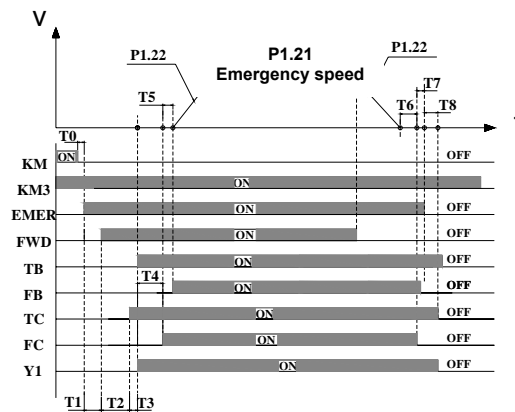 V
P1.22
P1.21
Emergency speed
P1.22
T7
T5
T6
T8
T0
KM
ON
OFF
KM3
ON
EMER
ON
OFF
FWD
ON
OFF
TB
ON
OFF
T4
FB
ON
OFF
TC
ON
OFF
FC
ON
OFF
Y1
ON
OFF
T1
T2
T3